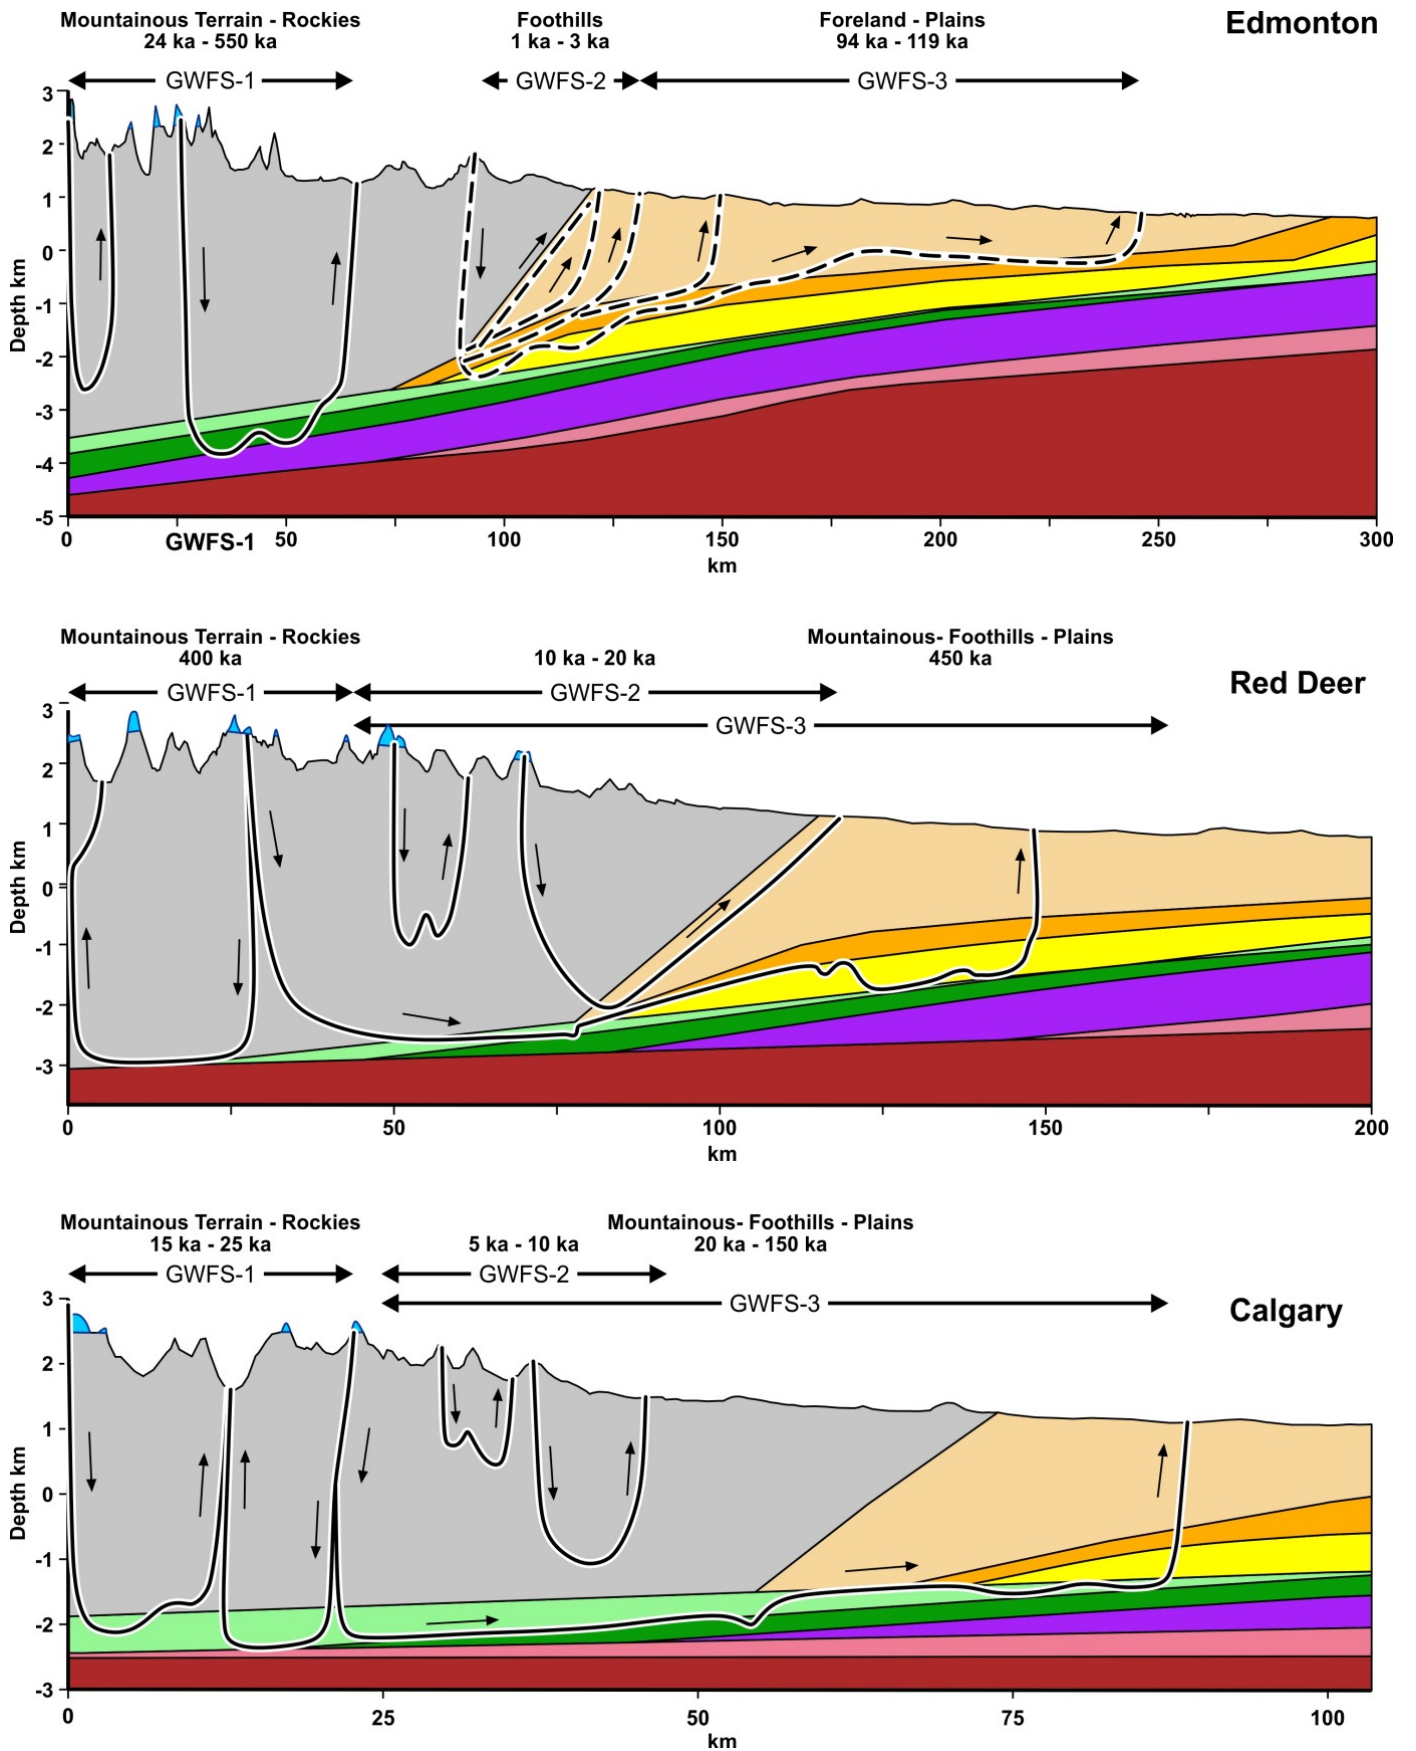 Mountainous Terrain - Rockies Foothills Foreland - Plains Edmonton
24 ka - 550 ka 1 ka - 3 ka 94 ka - 119 ka
GWFS-1 GWFS-2 GWFS-3
3
2
1
0
-1
-2
-3
-4
-5
Depth km
0 50 100 150 200 250 300
GWFS-1
km
Mountainous Terrain - Rockies Mountainous- Foothills - Plains
400 ka 10 ka - 20 ka 450 ka
GWFS-1 GWFS-2 Red Deer
GWFS-3
3
2
1
0
-1
-2
-3
Depth km
0 50 100 150 200
km
Mountainous Terrain - Rockies Mountainous- Foothills - Plains
15 ka - 25 ka 5 ka - 10 ka 20 ka - 150 ka
GWFS-1 GWFS-2
GWFS-3 Calgary
3
2
1
0
-1
-2
-3
Depth km
0 25 50 75 100
km